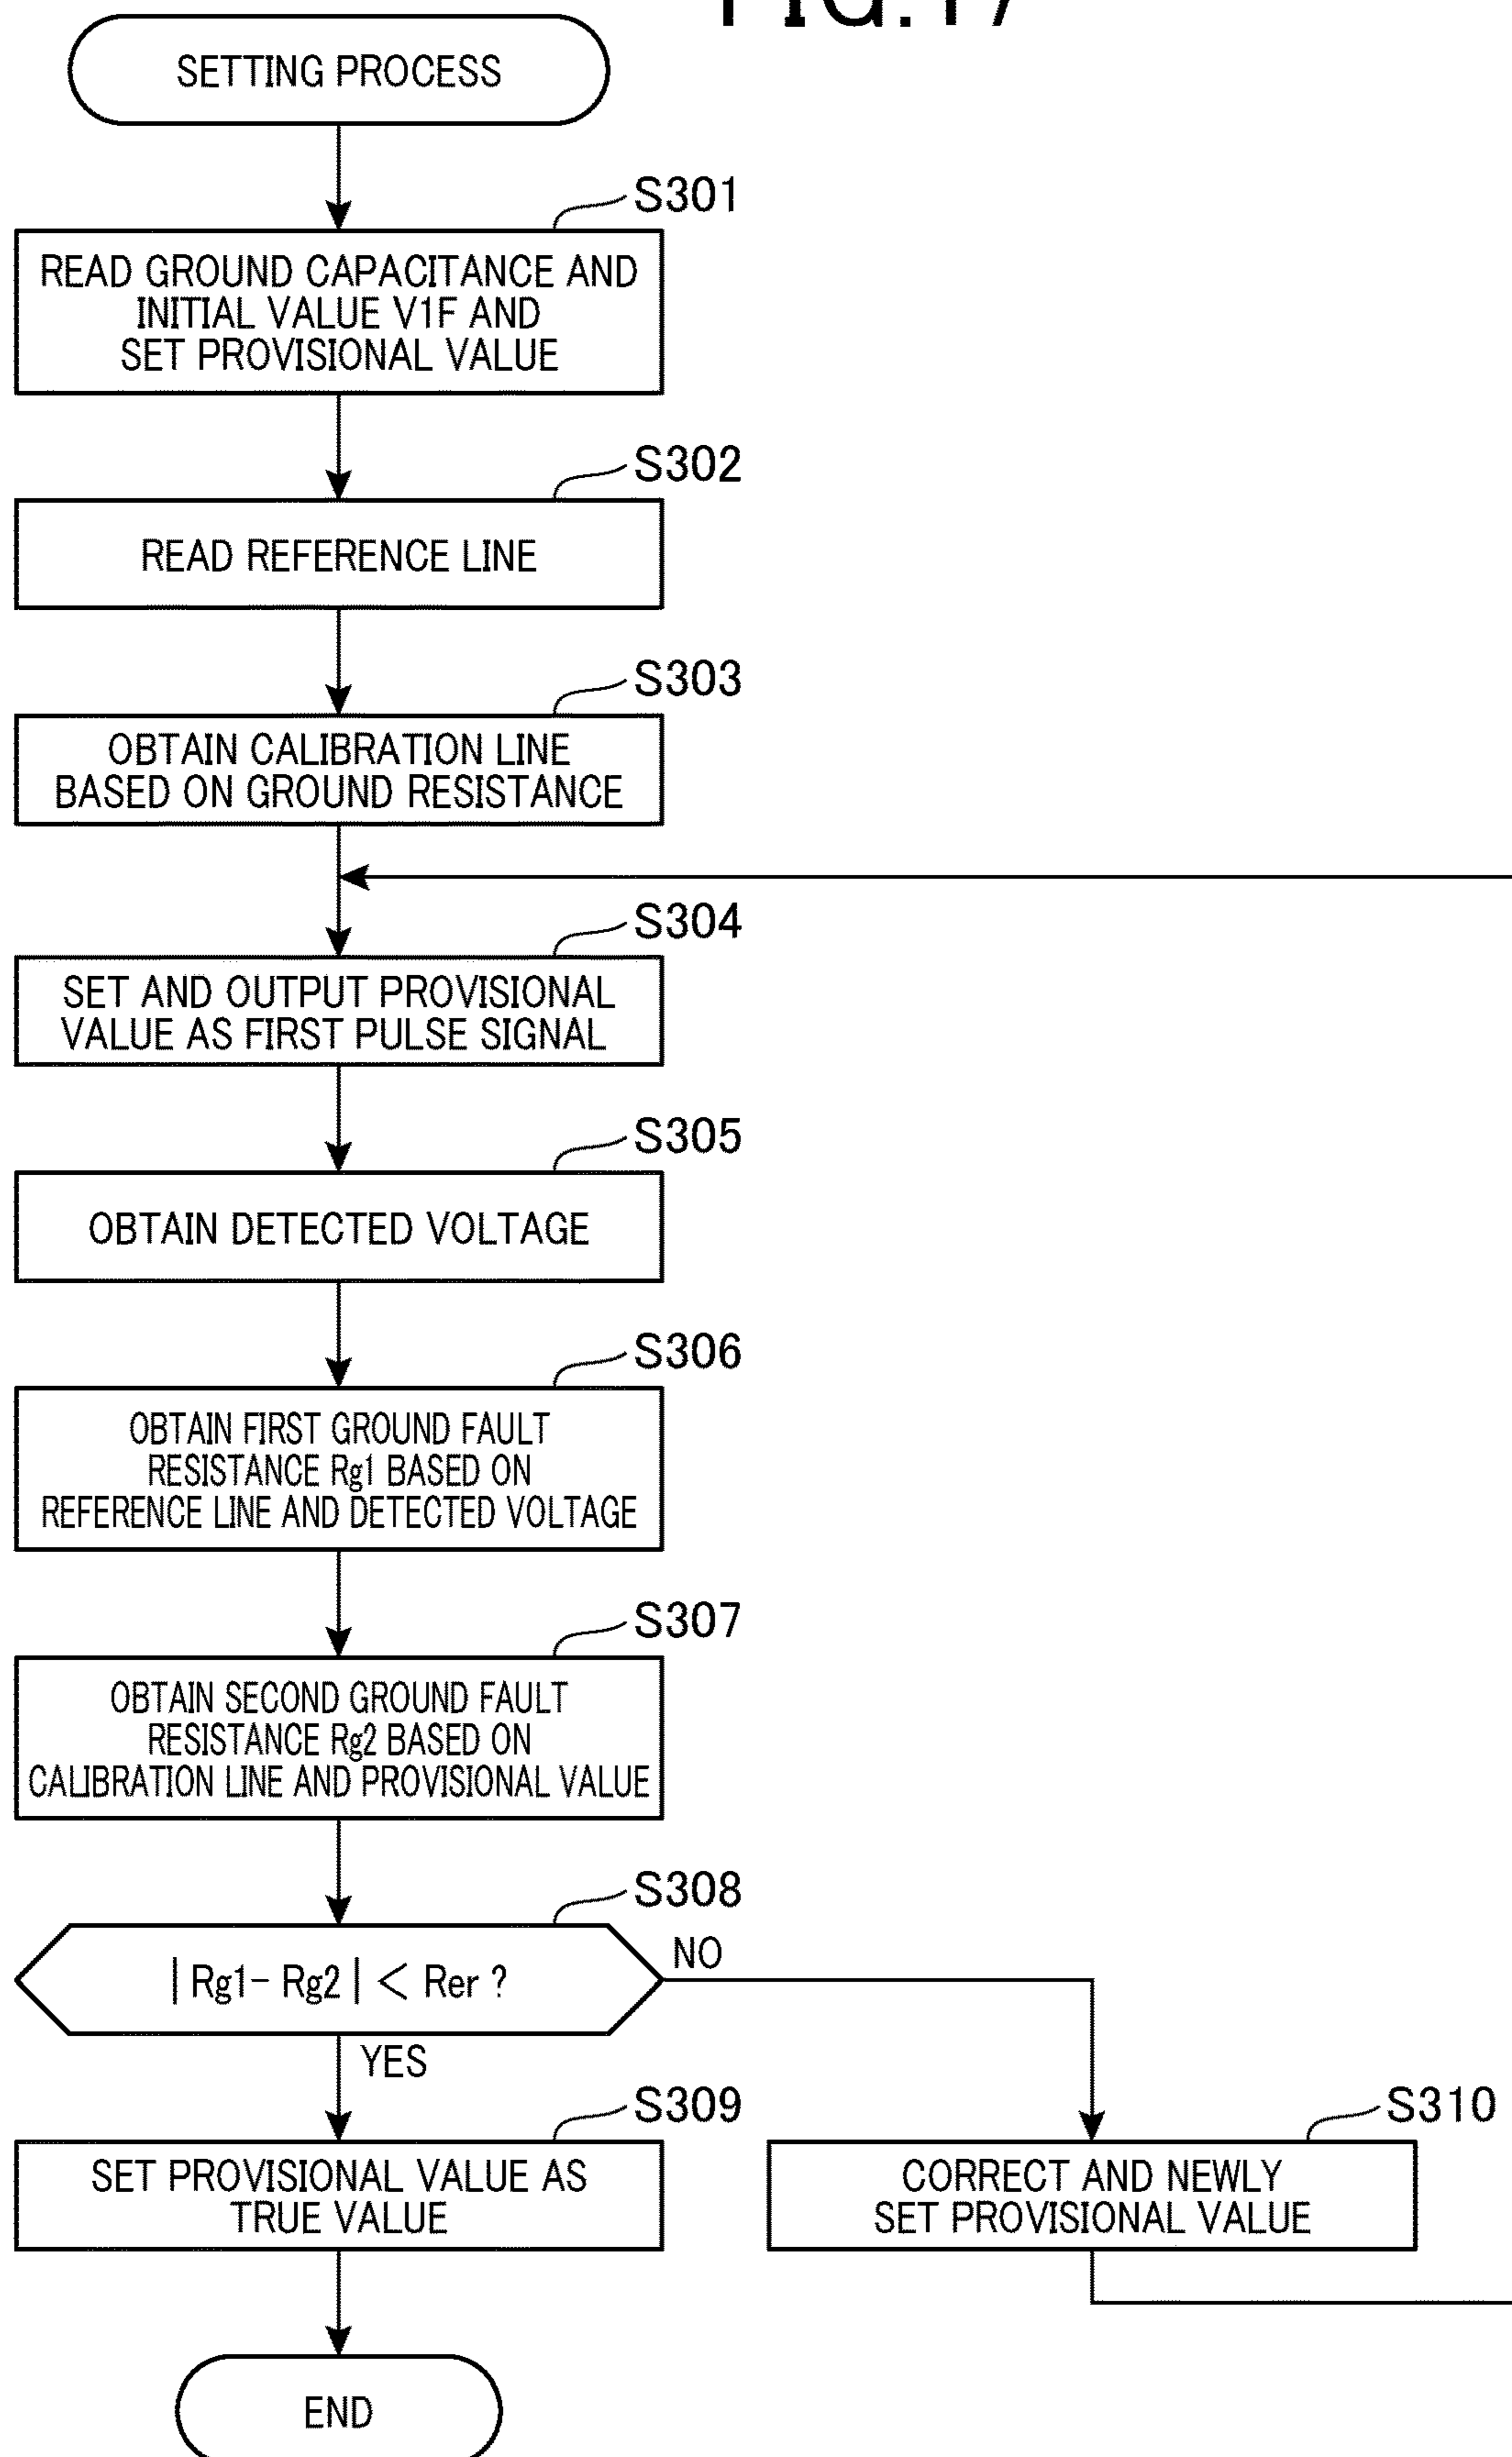 FIG.17
SETTING PROCESS
S301
READ GROUND CAPACITANCE AND
INITIAL VALUE V1F AND
SET PROVISIONAL VALUE
S302
READ REFERENCE LINE
S303
OBTAIN CALIBRATION LINE
BASED ON GROUND RESISTANCE
S304
SET AND OUTPUT PROVISIONAL
VALUE AS FIRST PULSE SIGNAL
S305
OBTAIN DETECTED VOLTAGE
S306
OBTAIN FIRST GROUND FAULT
RESISTANCE Rg1 BASED ON
REFERENCE LINE AND DETECTED VOLTAGE
S307
OBTAIN SECOND GROUND FAULT
RESISTANCE Rg2 BASED ON
CALIBRATION LINE AND PROVISIONAL VALUE
S308
| Rg1− Rg2 | < Rer ?
NO
YES
S309
SET PROVISIONAL VALUE AS
TRUE VALUE
S310
CORRECT AND NEWLY
SET PROVISIONAL VALUE
END